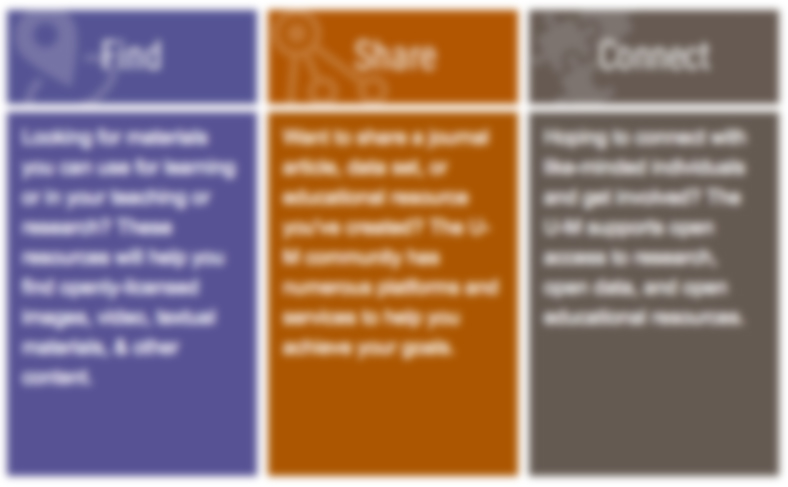 Find
Share
Connect
Looking for materials
you can use for learning
or in your teaching or
research? These
resources will help you
find openly-licensed
images, video, textual
materials, & other
content.
Want to share a journal
article, data set, or
educational resource
you've created? The U-
M community has
numerous platforms and
services to help you
achieve your goals.
Hoping to connect with
like-minded individuals
and get involved? The
U-M supports open
access to research,
open data, and open
educational resources.